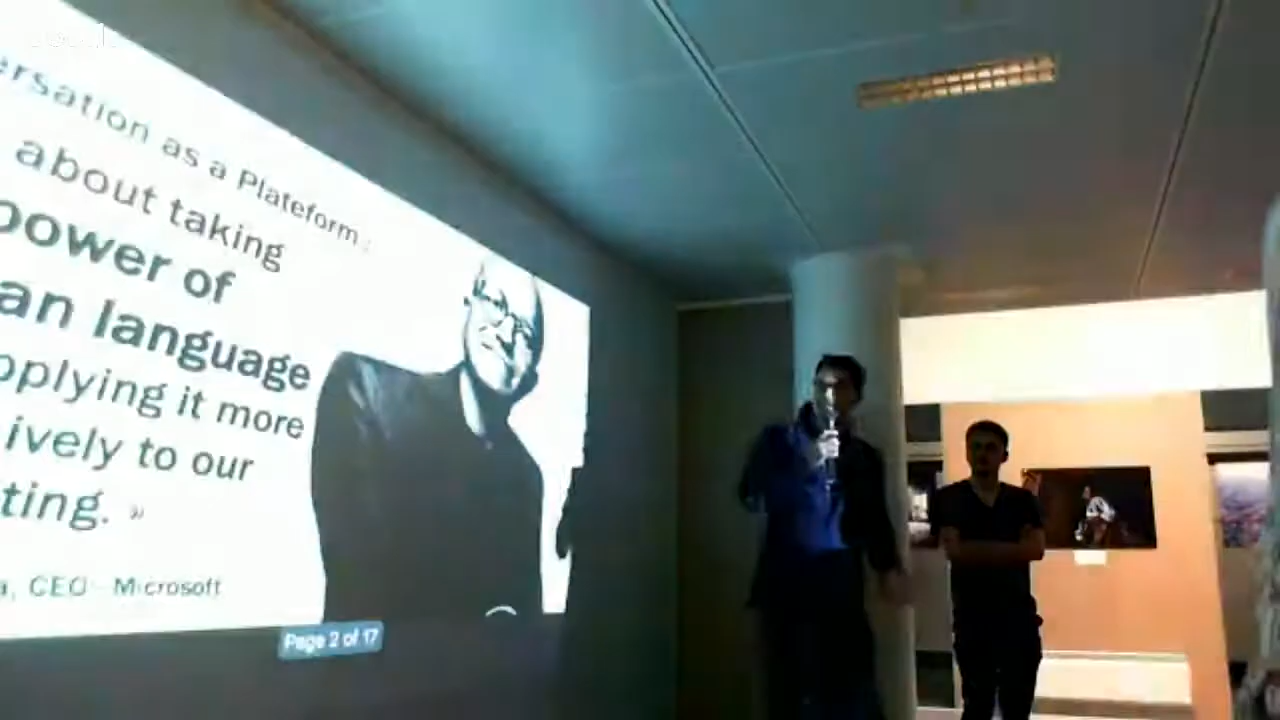 ersation as a Plateform :
about taking
power of
an language
pplying it more
ively to our
ting. »
a, CEO - Microsoft
Page 2 of 17